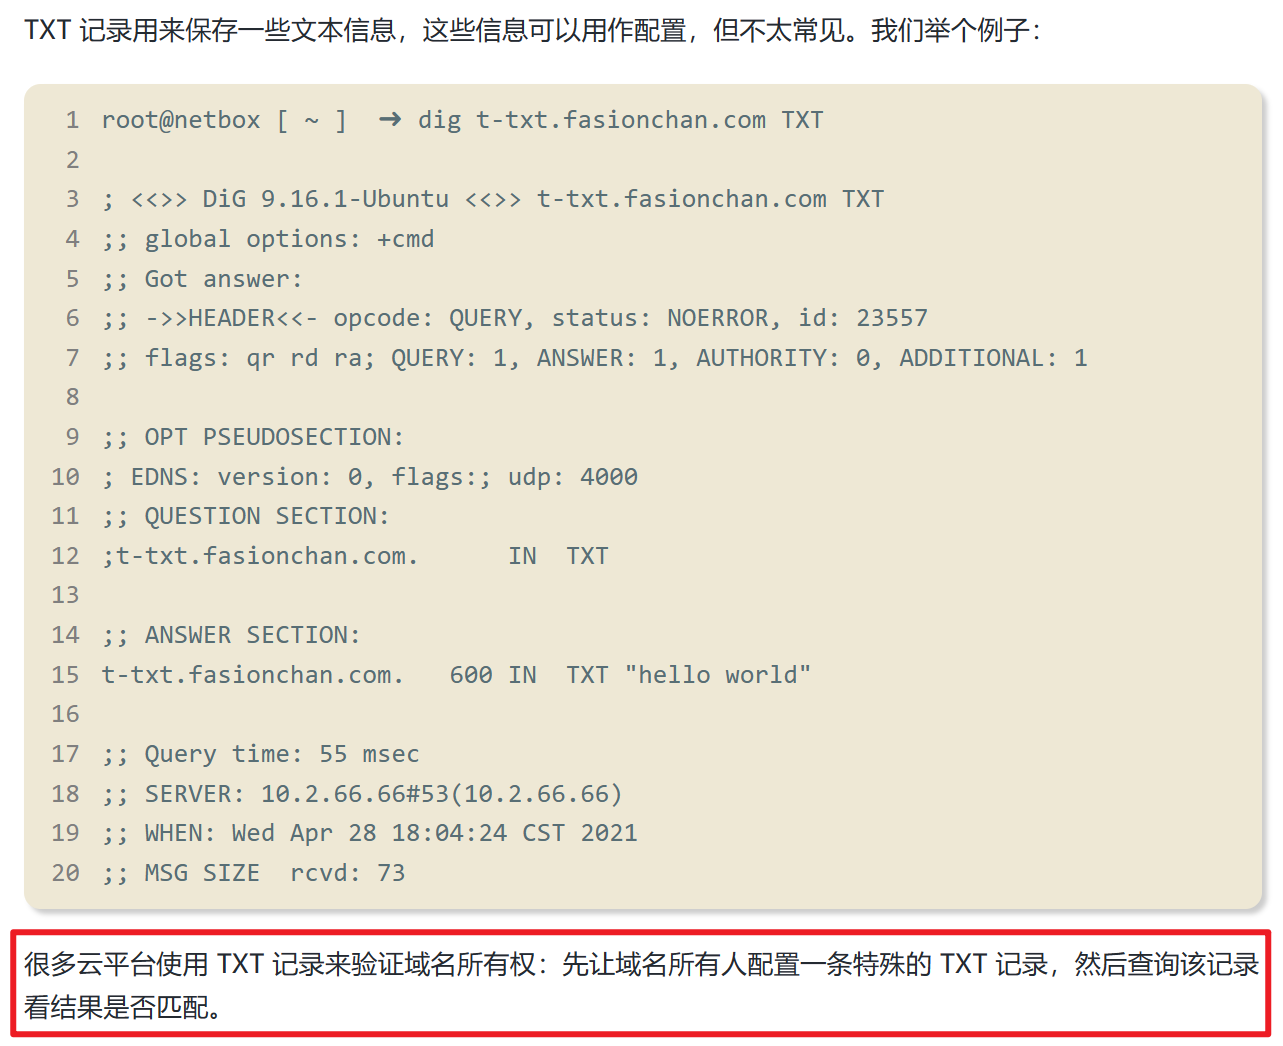 TXT 记录用来保存一些文本信息，这些信息可以用作配置，但不太常见。我们举个例子：
1 root@netbox [ ~ ]  ➜ dig t-txt.fasionchan.com TXT
2
3 ; <<>> DiG 9.16.1-Ubuntu <<>> t-txt.fasionchan.com TXT
4 ;; global options: +cmd
5 ;; Got answer:
6 ;; ->>HEADER<<- opcode: QUERY, status: NOERROR, id: 23557
7 ;; flags: qr rd ra; QUERY: 1, ANSWER: 1, AUTHORITY: 0, ADDITIONAL: 1
8
9 ;; OPT PSEUDOSECTION:
10 ; EDNS: version: 0, flags:; udp: 4000
11 ;; QUESTION SECTION:
12 ;t-txt.fasionchan.com.      IN  TXT
13
14 ;; ANSWER SECTION:
15 t-txt.fasionchan.com.   600 IN  TXT "hello world"
16
17 ;; Query time: 55 msec
18 ;; SERVER: 10.2.66.66#53(10.2.66.66)
19 ;; WHEN: Wed Apr 28 18:04:24 CST 2021
20 ;; MSG SIZE  rcvd: 73
很多云平台使用 TXT 记录来验证域名所有权：先让域名所有人配置一条特殊的 TXT 记录，然后查询该记录
看结果是否匹配。